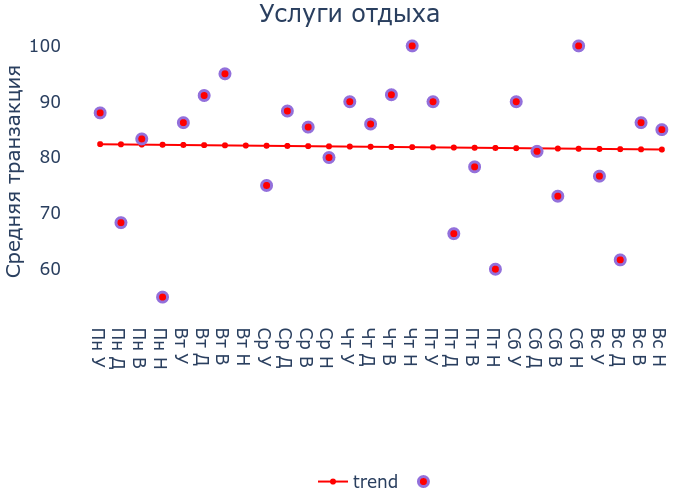 Услуги отдыха
Средняя транзакция
100
90
80
70
60
Пн У
Пн Д
Пн В
Пн Н
Вт У
Вт Д
Вт В
Вт Н
Ср У
Ср Д
Ср В
Ср Н
Чт У
Чт Д
Чт В
Чт Н
Пт У
Пт Д
Пт В
Пт Н
Сб У
Сб Д
Сб В
Сб Н
Вс У
Вс Д
Вс В
Вс Н
trend